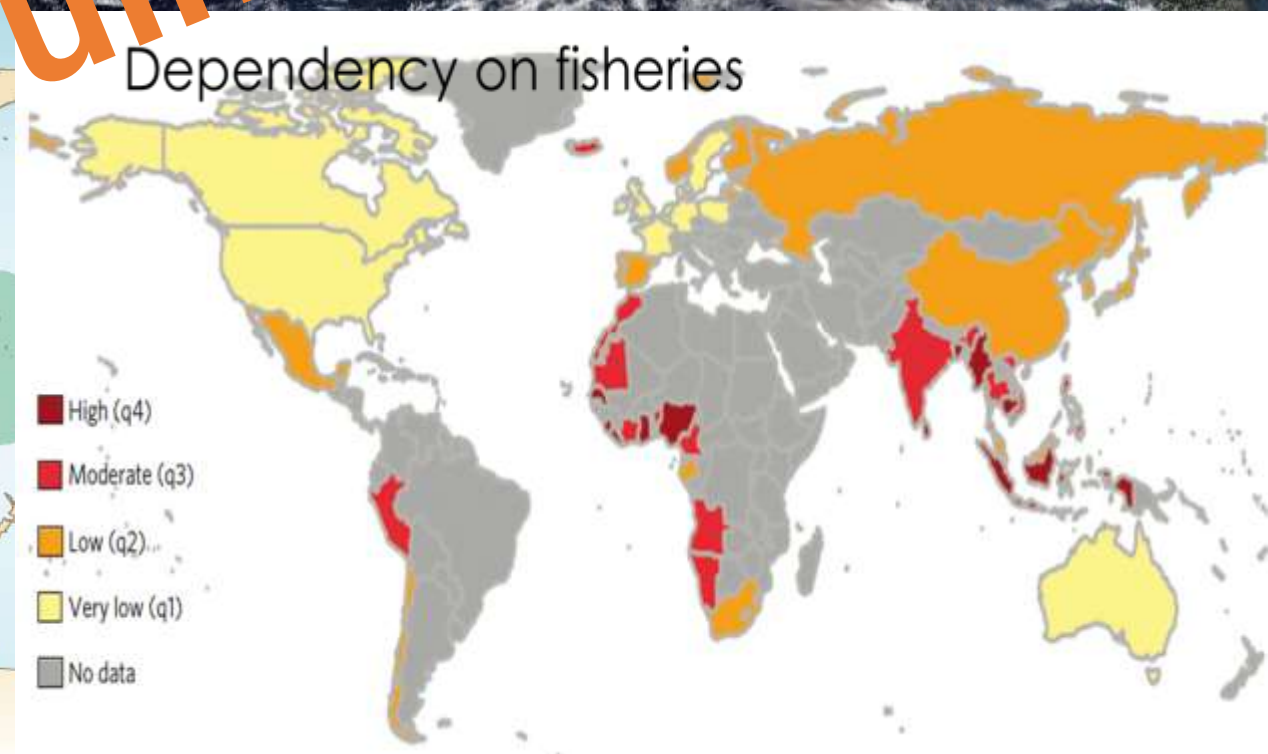 Dependency on fisheries
High (q4)
Moderate (q3)
Low (q2)
Very low (q1)
No data